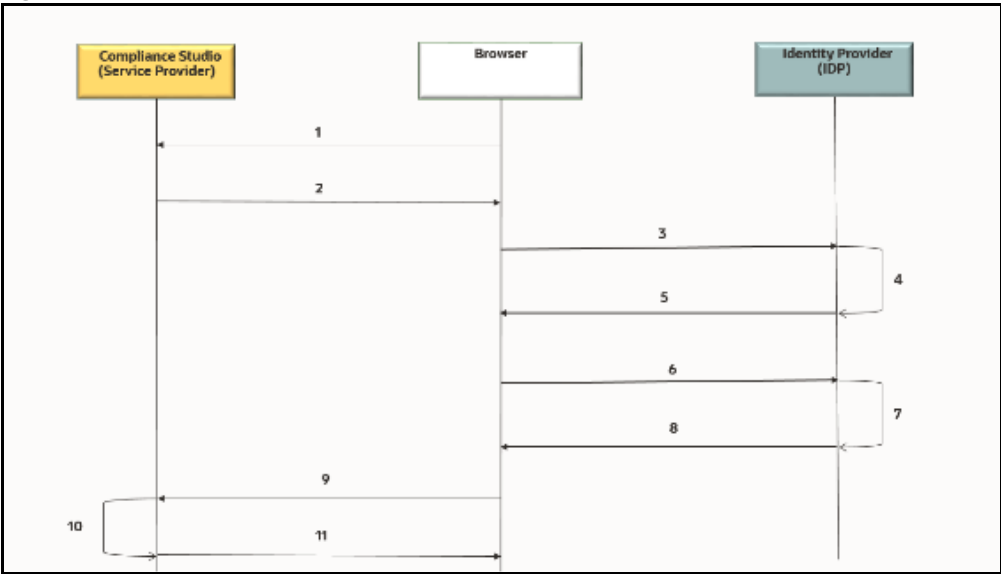 Compliance Studio
(Service Provider)
Browser
Identity Provider
(IDP)
1
2
3
4
5
6
7
8
9
10
11